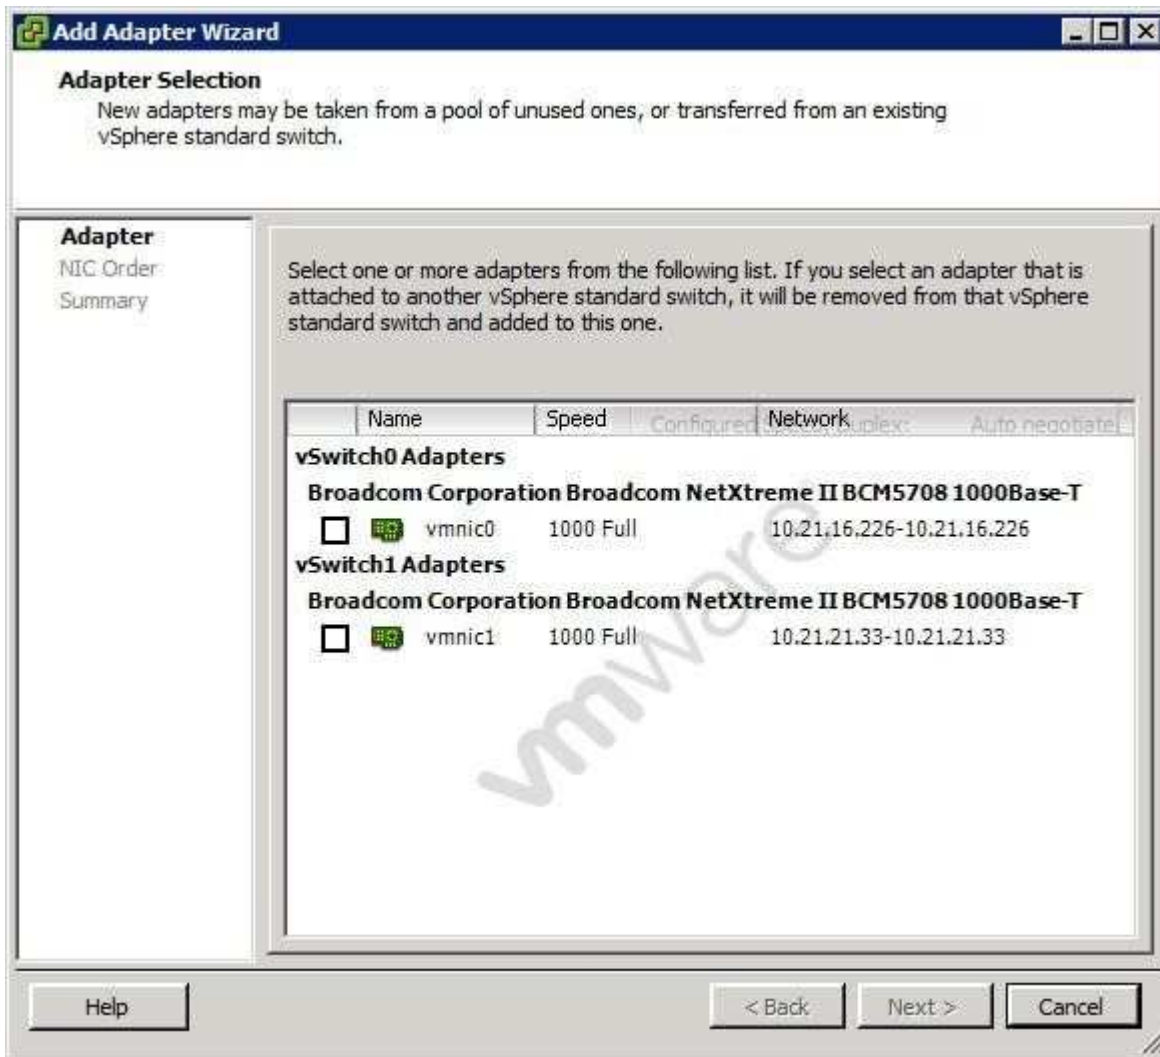 Add Adapter Wizard
Adapter Selection
New adapters may be taken from a pool of unused ones, or transferred from an existing
vSphere standard switch.
Adapter
NIC Order
Summary
Select one or more adapters from the following list. If you select an adapter that is
attached to another vSphere standard switch, it will be removed from that vSphere
standard switch and added to this one.
Name Speed Configured Network Duplex: Auto negotiate
vSwitch0 Adapters
Broadcom Corporation Broadcom NetXtreme II BCM5708 1000Base-T
vmnic0 1000 Full 10.21.16.226-10.21.16.226
vSwitch1 Adapters
Broadcom Corporation Broadcom NetXtreme II BCM5708 1000Base-T
vmnic1 1000 Full 10.21.21.33-10.21.21.33
vmware
Help < Back Next > Cancel